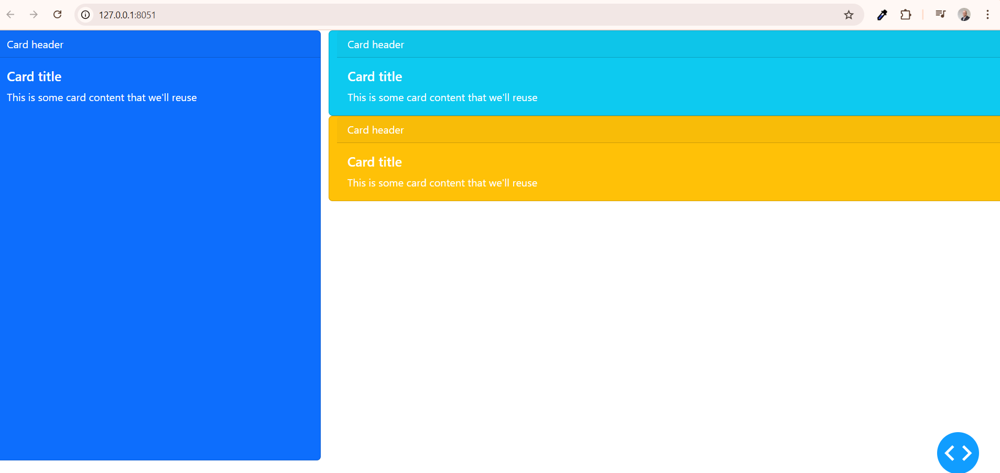 127.0.0.1:8051
Card header
Card title
This is some card content that we'll reuse
Card header
Card title
This is some card content that we'll reuse
Card header
Card title
This is some card content that we'll reuse